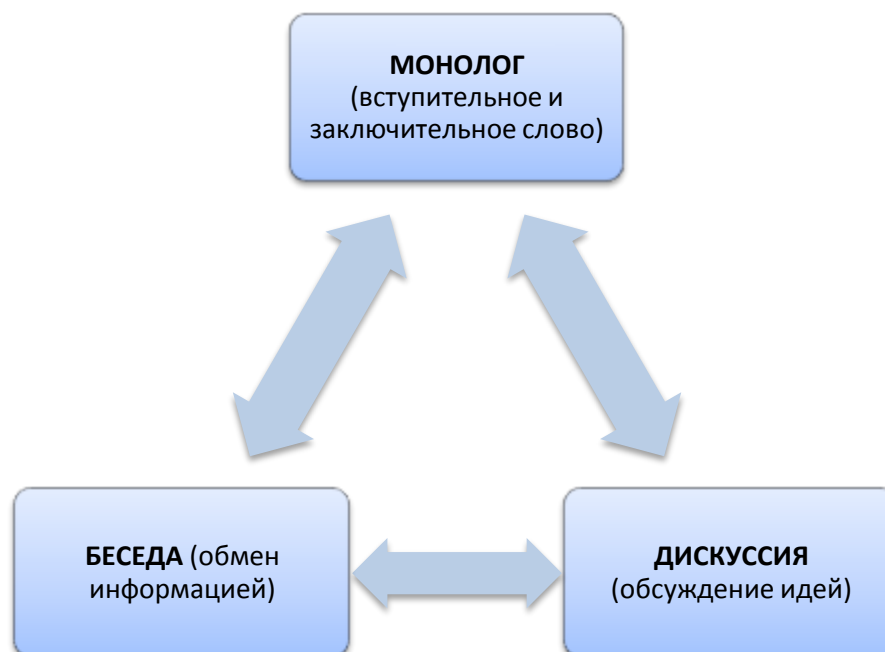 МОНОЛОГ
(вступительное и
заключительное слово)
БЕСЕДА (обмен
информацией)
ДИСКУССИЯ
(обсуждение идей)